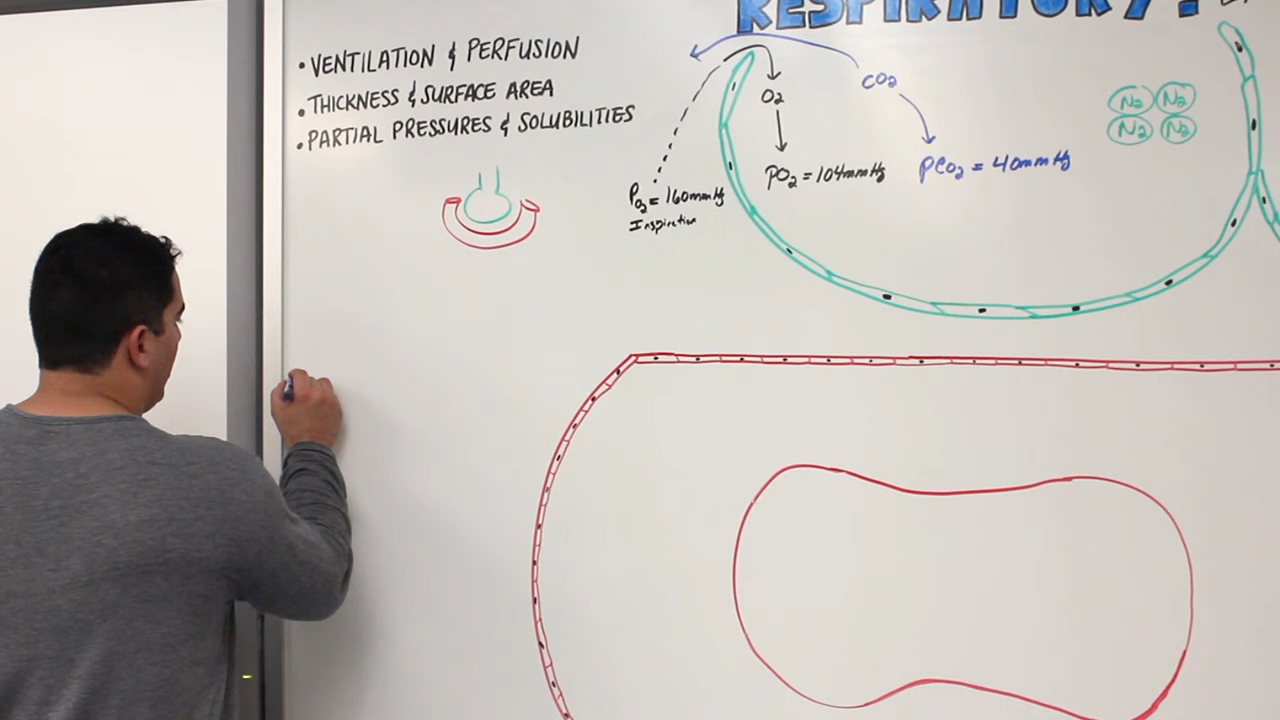 RESPIRATORY:
• VENTILATION & PERFUSION
• THICKNESS & SURFACE AREA
• PARTIAL PRESSURES & SOLUBILITIES
O2
CO2
PO2 = 104mmHg
PCO2 = 40mmHg
PO2 = 160mmHg
Inspiration
N2 N2
N2 N2